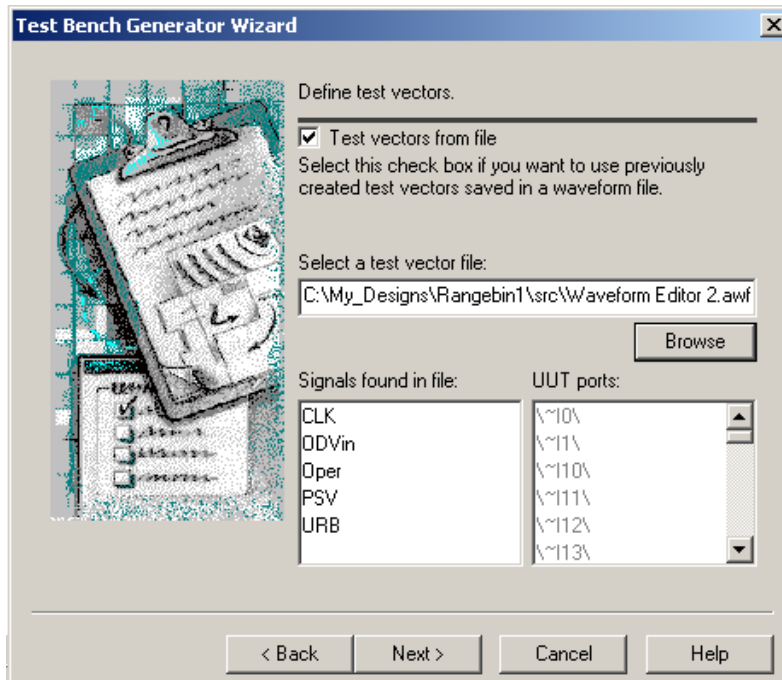 Test Bench Generator Wizard
Define test vectors.
Test vectors from file
Select this check box if you want to use previously
created test vectors saved in a waveform file.
Select a test vector file:
C:\My_Designs\Rangebin1\src\Waveform Editor 2.awf
Browse
Signals found in file:
CLK
ODVin
Oper
PSV
URB
UUT ports:
\~I0\
\~I1\
\~I10\
\~I11\
\~I12\
\~I13\
< Back
Next >
Cancel
Help